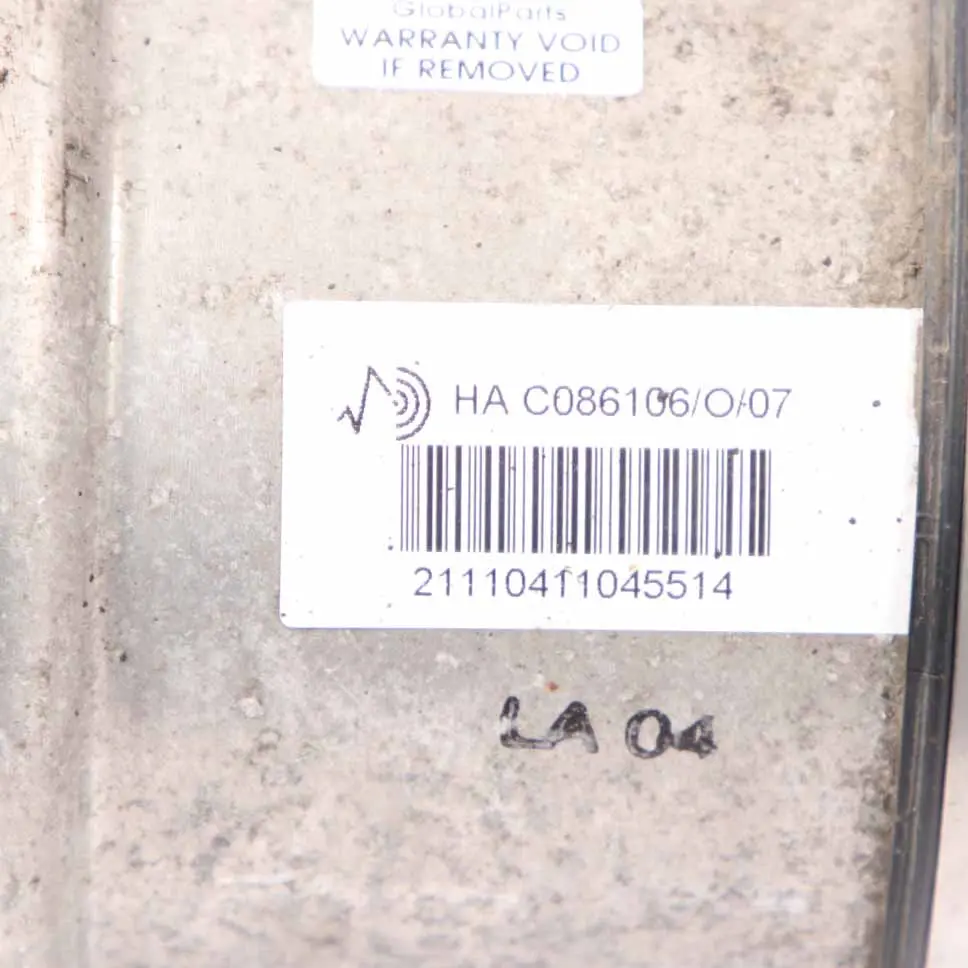 GlobalParts
WARRANTY VOID
IF REMOVED
HA C086106/O/07
21110411045514
LA 04